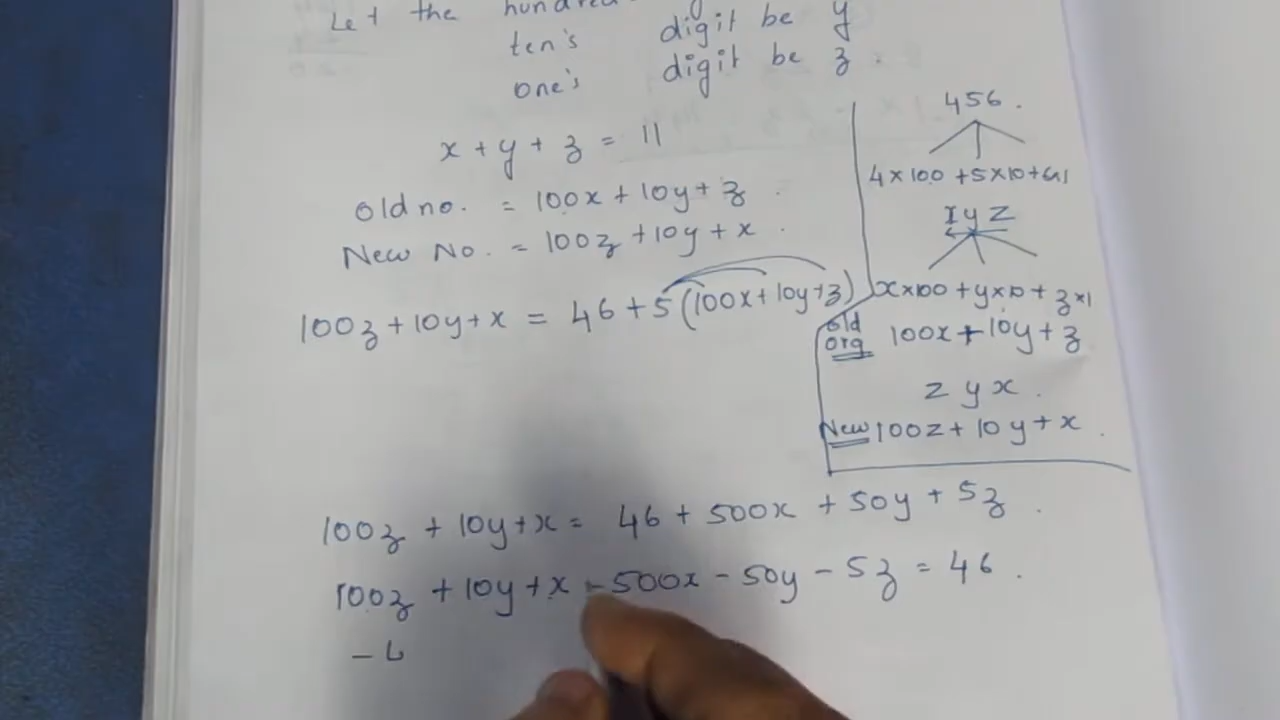 Let the
ten's digit be y
one's digit be z.
x + y + z = 11
Old no. = 100x + 10y + z.
New No. = 100z + 10y + x.
100z + 10y + x = 46 + 5(100x + 10y + z)
456.
4 × 100 + 5 × 10 + 6×1
x y z
x×100 + y×10 + z×1
old
org 100x + 10y + z
z y x.
New 100z + 10y + x.
100z + 10y + x = 46 + 500x + 50y + 5z.
100z + 10y + x - 500x - 50y - 5z = 46.
- 4